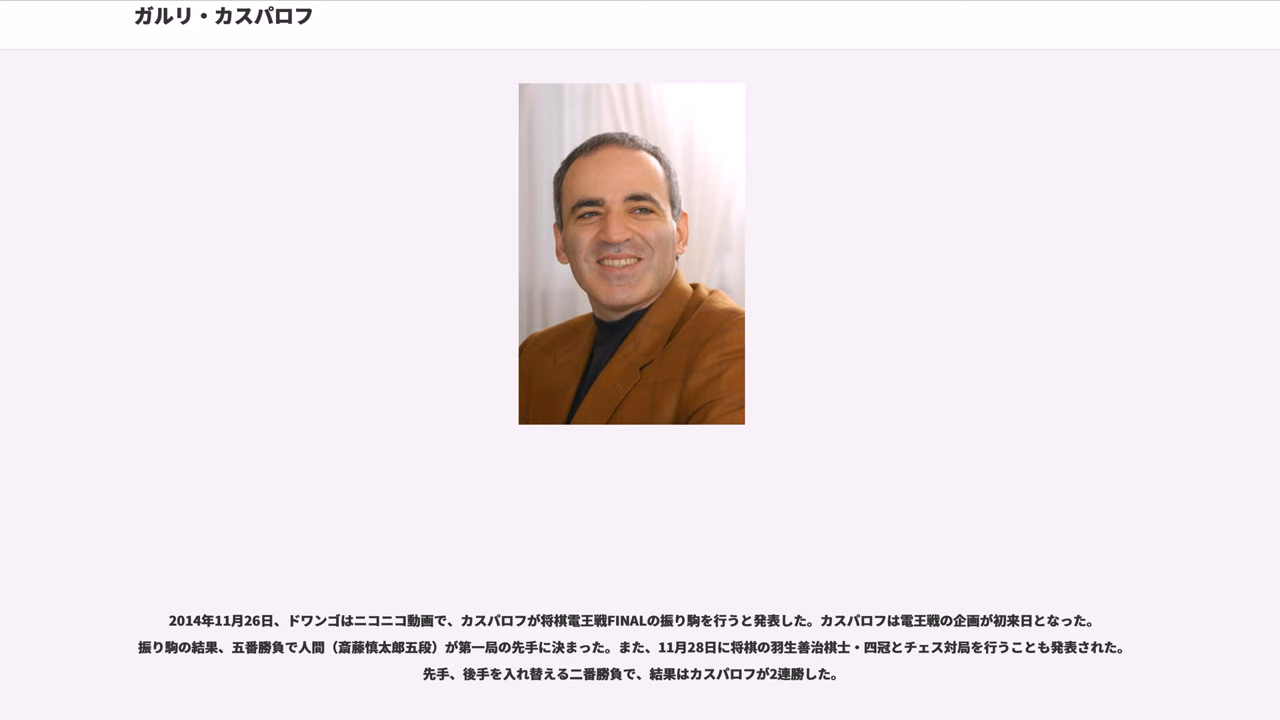 ガルリ・カスパロフ
2014年11月26日、ドワンゴはニコニコ動画で、カスパロフが将棋電王戦FINALの振り駒を行うと発表した。カスパロフは電王戦の企画が初来日となった。
振り駒の結果、五番勝負で人間（斎藤慎太郎五段）が第一局の先手に決まった。また、11月28日に将棋の羽生善治棋士・四冠とチェス対局を行うことも発表された。
先手、後手を入れ替える二番勝負で、結果はカスパロフが2連勝した。